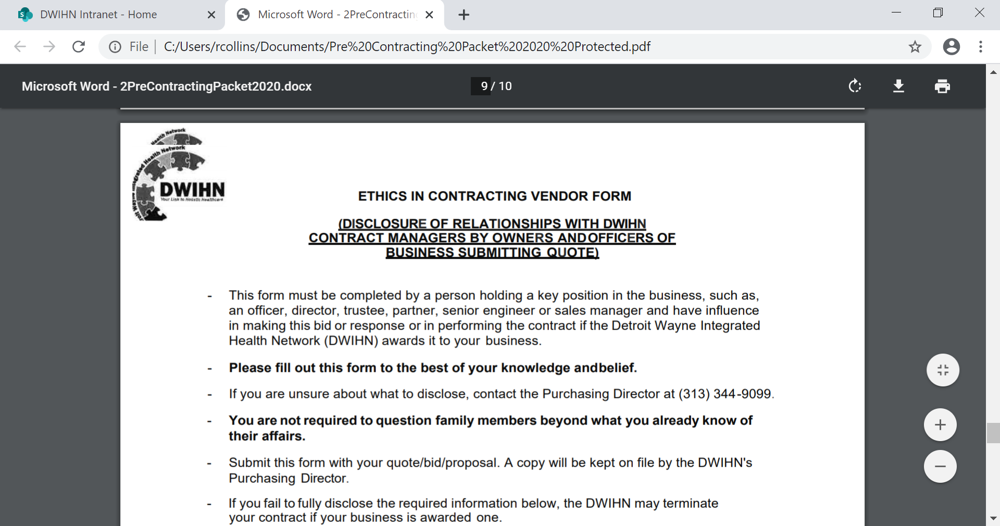 DWIHN Intranet - Home
Microsoft Word - 2PreContracting
File
C:/Users/rcollins/Documents/Pre%20Contracting%20Packet%202020%20Protected.pdf
Microsoft Word - 2PreContractingPacket2020.docx
9 / 10
Health Network
Wayne Integrated Health Network
DWIHN
Your Link to Holistic Healthcare
ETHICS IN CONTRACTING VENDOR FORM
(DISCLOSURE OF RELATIONSHIPS WITH DWIHN
CONTRACT MANAGERS BY OWNERS ANDOFFICERS OF
BUSINESS SUBMITTING QUOTE)
- This form must be completed by a person holding a key position in the business, such as,
an officer, director, trustee, partner, senior engineer or sales manager and have influence
in making this bid or response or in performing the contract if the Detroit Wayne Integrated
Health Network (DWIHN) awards it to your business.
- Please fill out this form to the best of your knowledge andbelief.
- If you are unsure about what to disclose, contact the Purchasing Director at (313) 344-9099.
- You are not required to question family members beyond what you already know of
their affairs.
- Submit this form with your quote/bid/proposal. A copy will be kept on file by the DWIHN's
Purchasing Director.
- If you fail to fully disclose the required information below, the DWIHN may terminate
your contract if your business is awarded one.